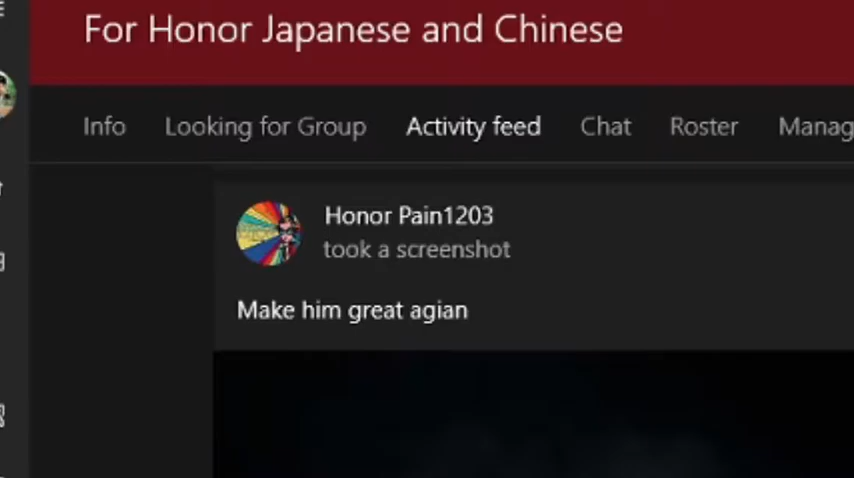 For Honor Japanese and Chinese
Info Looking for Group Activity feed Chat Roster Manag
Honor Pain1203
took a screenshot
Make him great agian